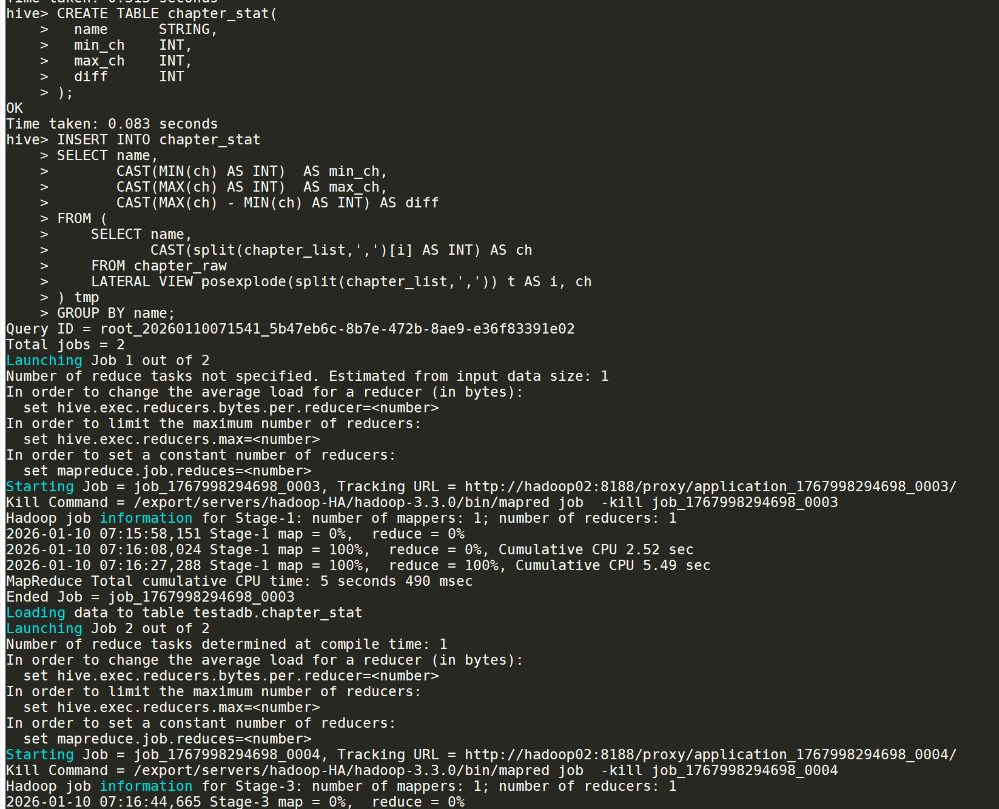 Time taken: 0.313 seconds
hive> CREATE TABLE chapter_stat(
    >   name      STRING,
    >   min_ch    INT,
    >   max_ch    INT,
    >   diff      INT
    > );
OK
Time taken: 0.083 seconds
hive> INSERT INTO chapter_stat
    > SELECT name,
    >        CAST(MIN(ch) AS INT)  AS min_ch,
    >        CAST(MAX(ch) AS INT)  AS max_ch,
    >        CAST(MAX(ch) - MIN(ch) AS INT) AS diff
    > FROM (
    >     SELECT name,
    >            CAST(split(chapter_list,',')[i] AS INT) AS ch
    >     FROM chapter_raw
    >     LATERAL VIEW posexplode(split(chapter_list,',')) t AS i, ch
    > ) tmp
    > GROUP BY name;
Query ID = root_20260110071541_5b47eb6c-8b7e-472b-8ae9-e36f83391e02
Total jobs = 2
Launching Job 1 out of 2
Number of reduce tasks not specified. Estimated from input data size: 1
In order to change the average load for a reducer (in bytes):
  set hive.exec.reducers.bytes.per.reducer=<number>
In order to limit the maximum number of reducers:
  set hive.exec.reducers.max=<number>
In order to set a constant number of reducers:
  set mapreduce.job.reduces=<number>
Starting Job = job_1767998294698_0003, Tracking URL = http://hadoop02:8188/proxy/application_1767998294698_0003/
Kill Command = /export/servers/hadoop-HA/hadoop-3.3.0/bin/mapred job  -kill job_1767998294698_0003
Hadoop job information for Stage-1: number of mappers: 1; number of reducers: 1
2026-01-10 07:15:58,151 Stage-1 map = 0%,  reduce = 0%
2026-01-10 07:16:08,024 Stage-1 map = 100%,  reduce = 0%, Cumulative CPU 2.52 sec
2026-01-10 07:16:27,288 Stage-1 map = 100%,  reduce = 100%, Cumulative CPU 5.49 sec
MapReduce Total cumulative CPU time: 5 seconds 490 msec
Ended Job = job_1767998294698_0003
Loading data to table testadb.chapter_stat
Launching Job 2 out of 2
Number of reduce tasks determined at compile time: 1
In order to change the average load for a reducer (in bytes):
  set hive.exec.reducers.bytes.per.reducer=<number>
In order to limit the maximum number of reducers:
  set hive.exec.reducers.max=<number>
In order to set a constant number of reducers:
  set mapreduce.job.reduces=<number>
Starting Job = job_1767998294698_0004, Tracking URL = http://hadoop02:8188/proxy/application_1767998294698_0004/
Kill Command = /export/servers/hadoop-HA/hadoop-3.3.0/bin/mapred job  -kill job_1767998294698_0004
Hadoop job information for Stage-3: number of mappers: 1; number of reducers: 1
2026-01-10 07:16:44,665 Stage-3 map = 0%,  reduce = 0%